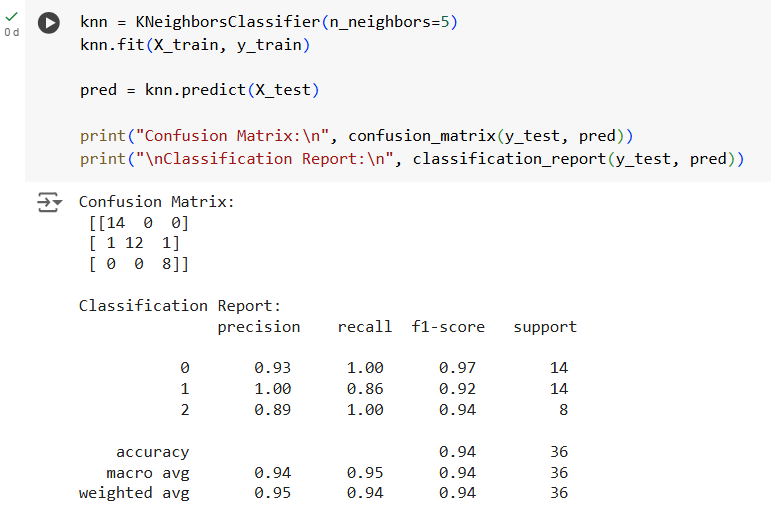 knn = KNeighborsClassifier(n_neighbors=5)
0 d
knn.fit(X_train, y_train)
pred = knn.predict(X_test)
print("Confusion Matrix:\n", confusion_matrix(y_test, pred))
print("\nClassification Report:\n", classification_report(y_test, pred))
Confusion Matrix:
[[14  0  0]
[ 1 12  1]
[ 0  0  8]]
Classification Report:
precision    recall  f1-score   support
0       0.93      1.00      0.97        14
1       1.00      0.86      0.92        14
2       0.89      1.00      0.94         8
accuracy                           0.94        36
macro avg       0.94      0.95      0.94        36
weighted avg       0.95      0.94      0.94        36